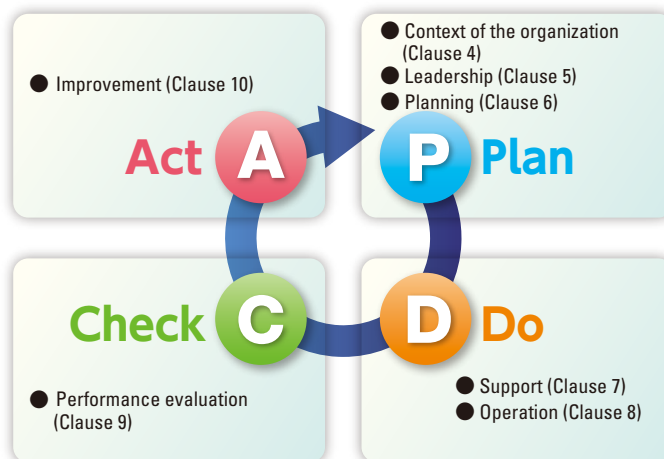 ● Improvement (Clause 10)
Act A
● Context of the organization
(Clause 4)
● Leadership (Clause 5)
● Planning (Clause 6)
P Plan
Check C
● Performance evaluation
(Clause 9)
D Do
● Support (Clause 7)
● Operation (Clause 8)